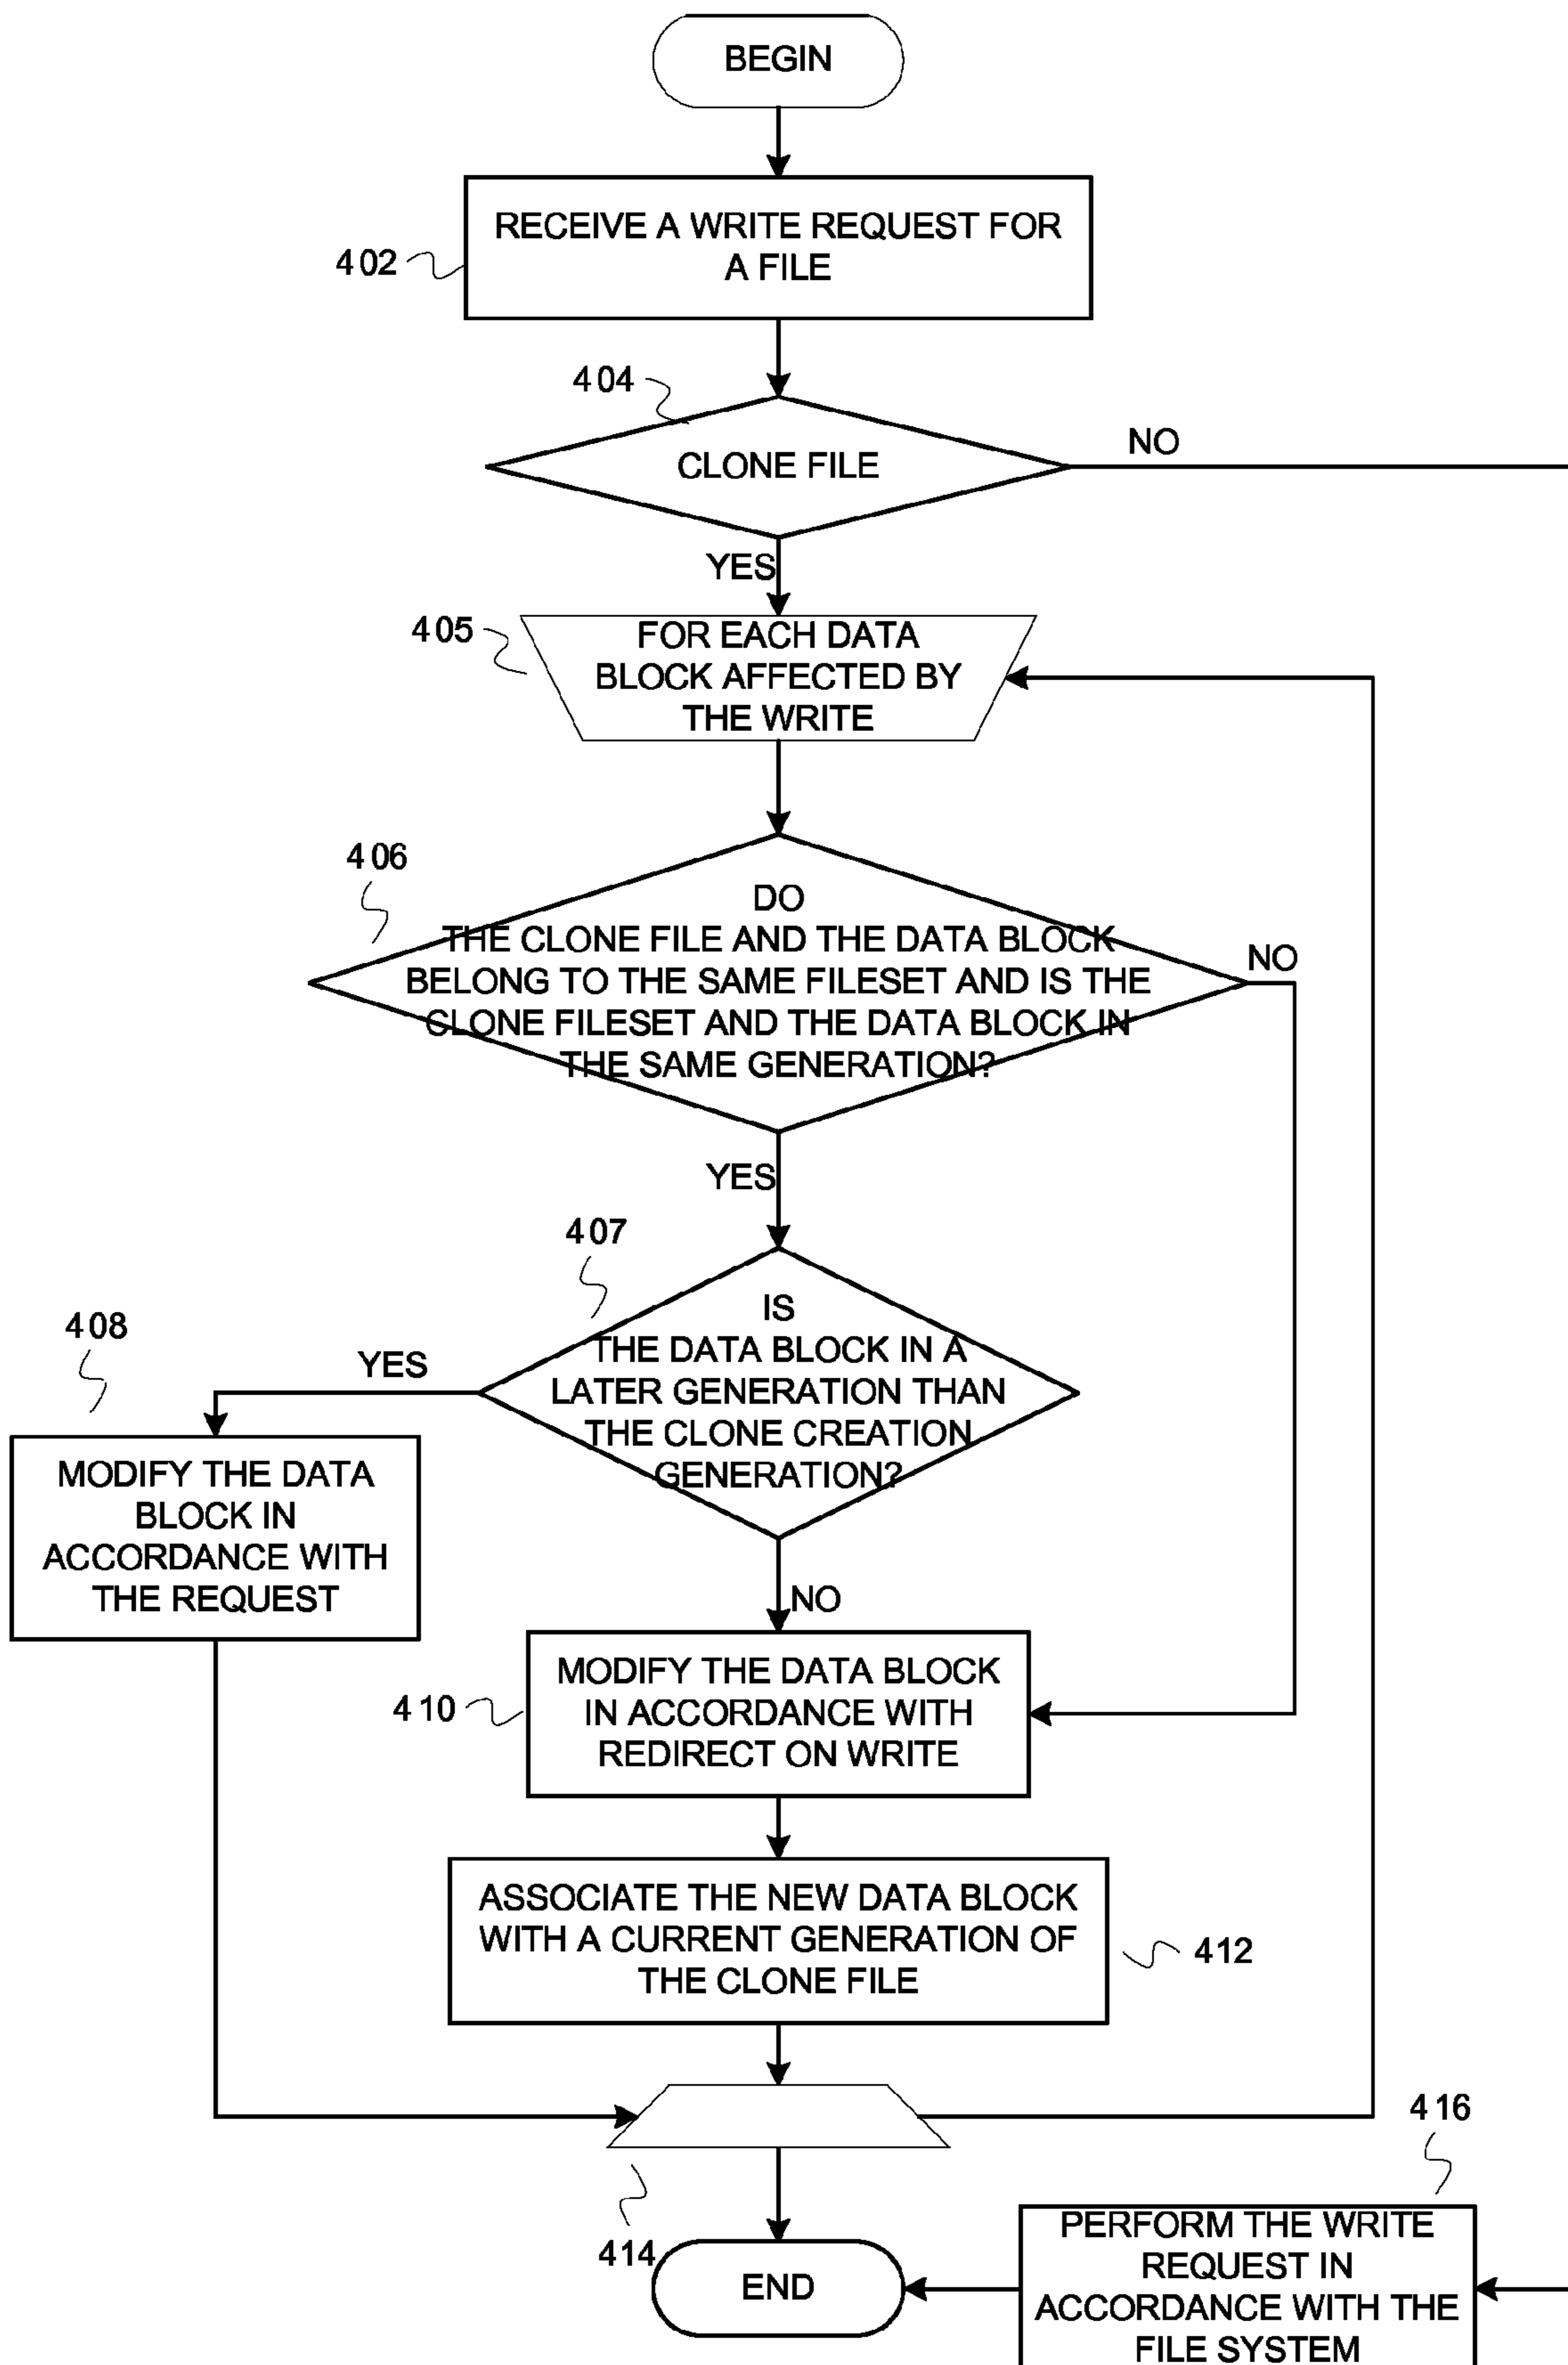 BEGIN
RECEIVE A WRITE REQUEST FOR
A FILE
402
404
CLONE FILE
NO
YES
405
FOR EACH DATA
BLOCK AFFECTED BY
THE WRITE
406
DO
THE CLONE FILE AND THE DATA BLOCK
BELONG TO THE SAME FILESET AND IS THE
CLONE FILESET AND THE DATA BLOCK IN
THE SAME GENERATION?
NO
YES
407
IS
THE DATA BLOCK IN A
LATER GENERATION THAN
THE CLONE CREATION
GENERATION?
YES
408
MODIFY THE DATA
BLOCK IN
ACCORDANCE WITH
THE REQUEST
NO
MODIFY THE DATA BLOCK
IN ACCORDANCE WITH
REDIRECT ON WRITE
410
ASSOCIATE THE NEW DATA BLOCK
WITH A CURRENT GENERATION OF
THE CLONE FILE
412
414
416
END
PERFORM THE WRITE
REQUEST IN
ACCORDANCE WITH THE
FILE SYSTEM